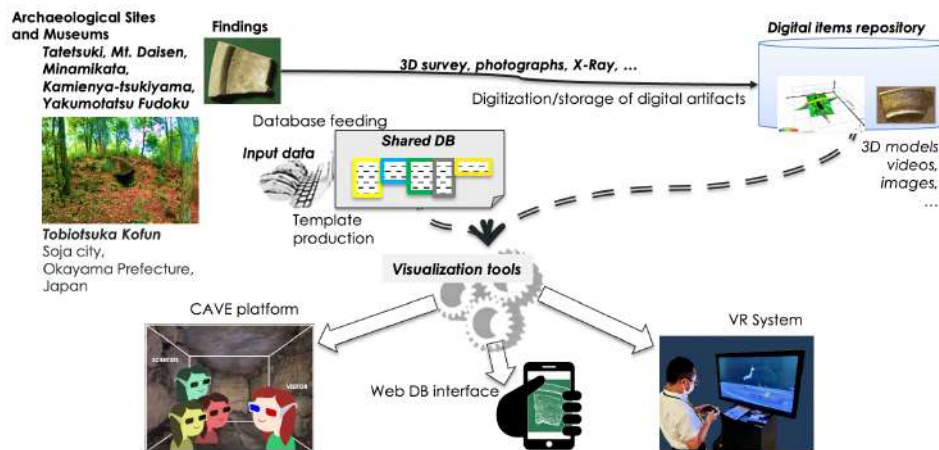 Archaeological Sites
and Museums
Tatetsuki, Mt. Daisen,
Minamikata,
Kamienya-tsukiyama,
Yakumotatsu Fudoku
Findings
3D survey, photographs, X-Ray, ...
Digitization/storage of digital artifacts
Digital items repository
3D models
videos,
images,
...
Database feeding
Input data
Shared DB
Template
production
Tobiotsuka Kofun
Soja city,
Okayama Prefecture,
Japan
Visualization tools
CAVE platform
SCIENTISTS
VISITOR
Web DB interface
VR System